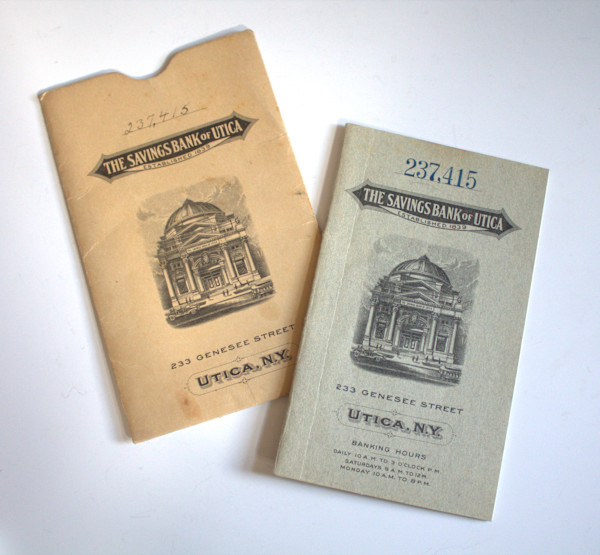 237,415
THE SAVINGS BANK OF UTICA
ESTABLISHED 1839
233 GENESEE STREET
UTICA, N.Y.
237,415
THE SAVINGS BANK OF UTICA
ESTABLISHED 1839
233 GENESEE STREET
UTICA, N.Y.
BANKING HOURS
DAILY 10 A.M. TO 3 O'CLOCK P.M.
SATURDAYS 9 A.M. TO 12 M.
MONDAY 10 A.M. TO 8 P.M.